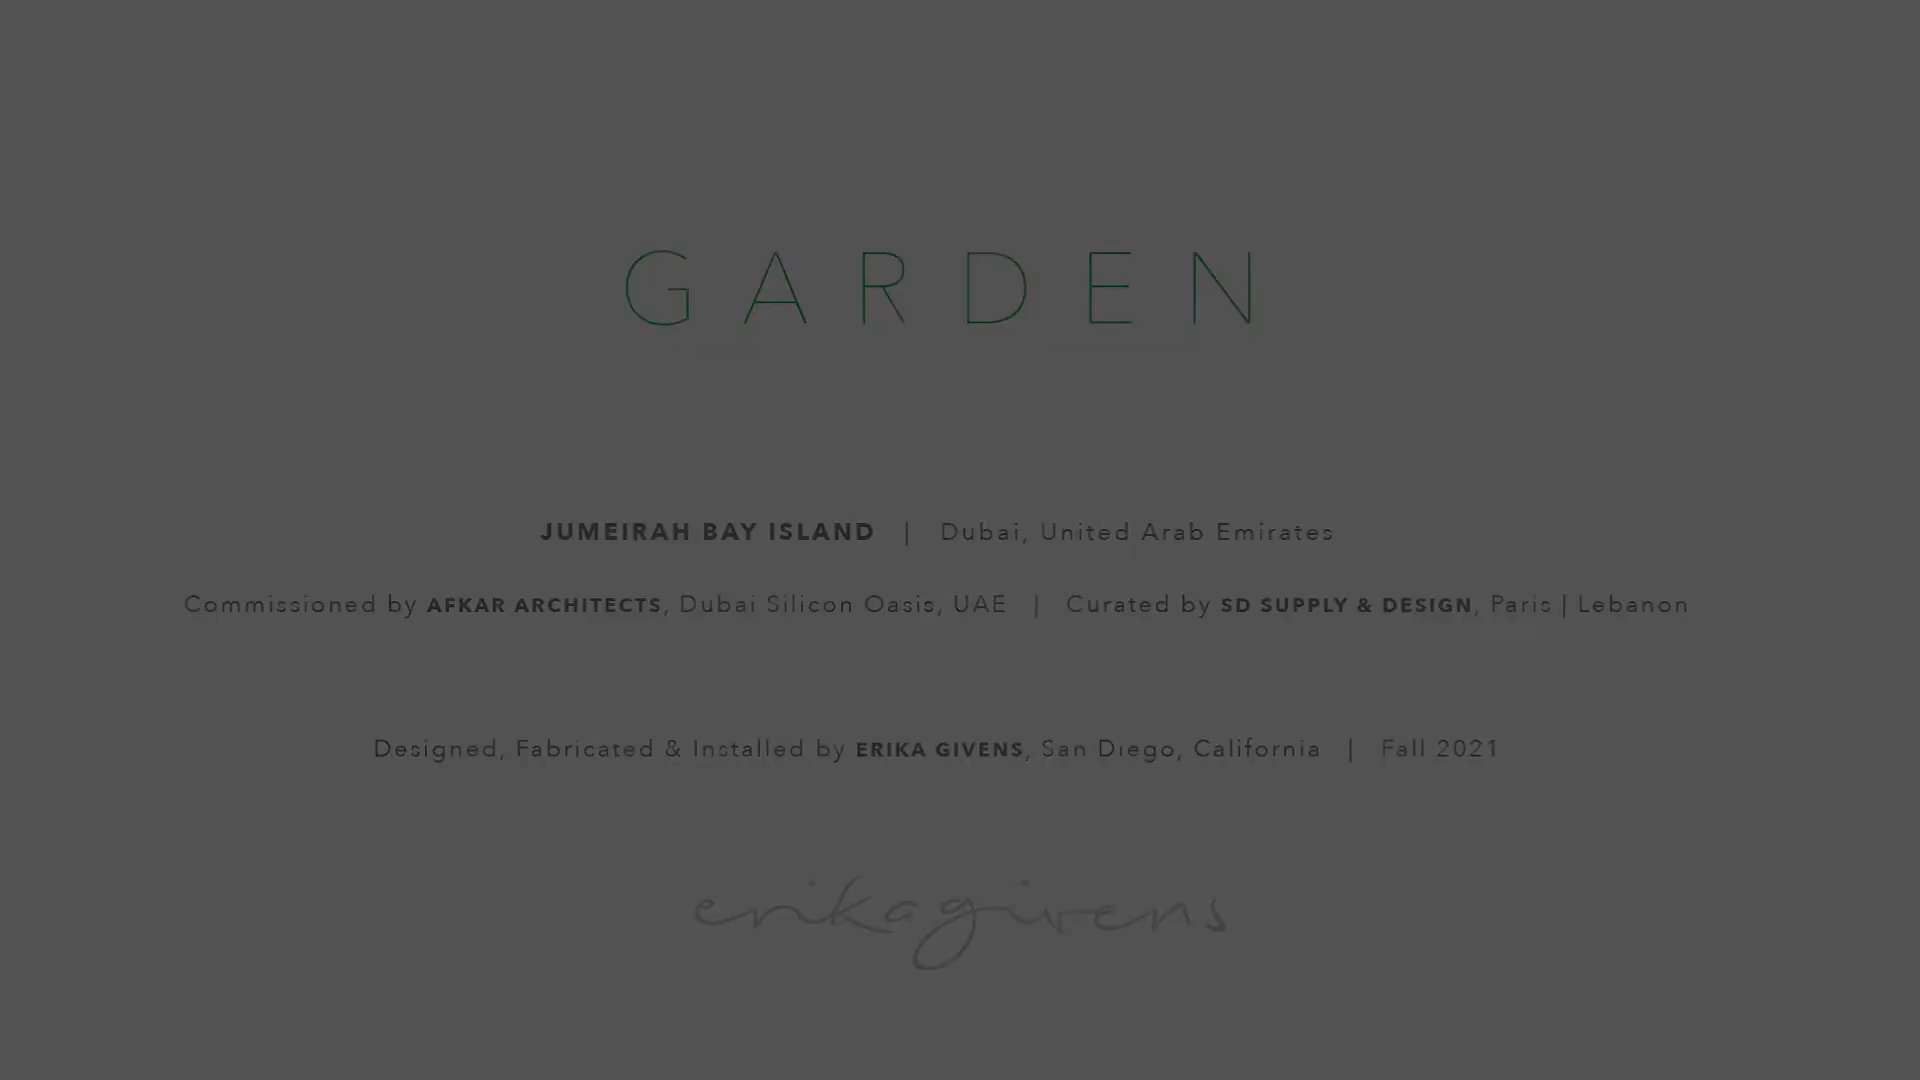 GARDEN
JUMEIRAH BAY ISLAND | Dubai, United Arab Emirates
Commissioned by AFKAR ARCHITECTS, Dubai Silicon Oasis, UAE | Curated by SD SUPPLY & DESIGN, Paris | Lebanon
Designed, Fabricated & Installed by ERIKA GIVENS, San Diego, California | Fall 2021
erikagivens